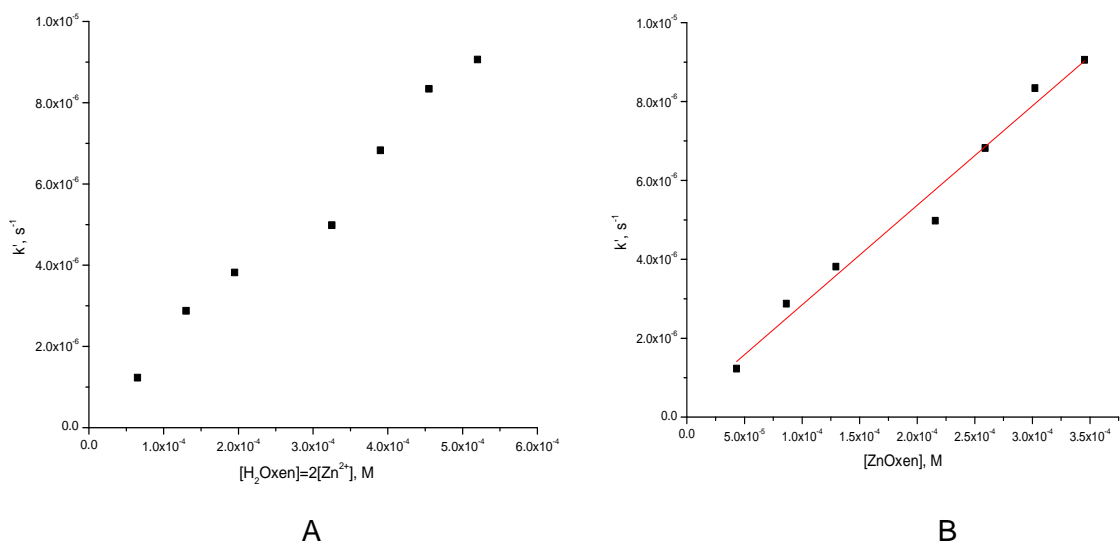 1.0x10⁻⁵
8.0x10⁻⁶
6.0x10⁻⁶
4.0x10⁻⁶
2.0x10⁻⁶
0.0
k', s⁻¹
0.0 1.0x10⁻⁴ 2.0x10⁻⁴ 3.0x10⁻⁴ 4.0x10⁻⁴ 5.0x10⁻⁴ 6.0x10⁻⁴
[H₂Oxen]=2[Zn²⁺], M
A
1.0x10⁻⁵
8.0x10⁻⁶
6.0x10⁻⁶
4.0x10⁻⁶
2.0x10⁻⁶
0.0
k', s⁻¹
0.0 5.0x10⁻⁵ 1.0x10⁻⁴ 1.5x10⁻⁴ 2.0x10⁻⁴ 2.5x10⁻⁴ 3.0x10⁻⁴ 3.5x10⁻⁴
[ZnOxen], M
B